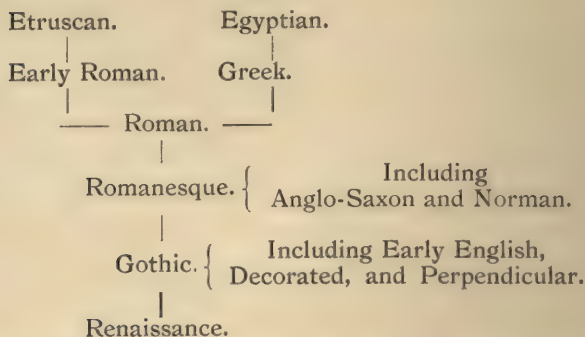 Etruscan. Egyptian.
Early Roman. Greek.
Roman.
Romanesque. { Including
Anglo-Saxon and Norman.
Gothic. { Including Early English,
Decorated, and Perpendicular.
Renaissance.